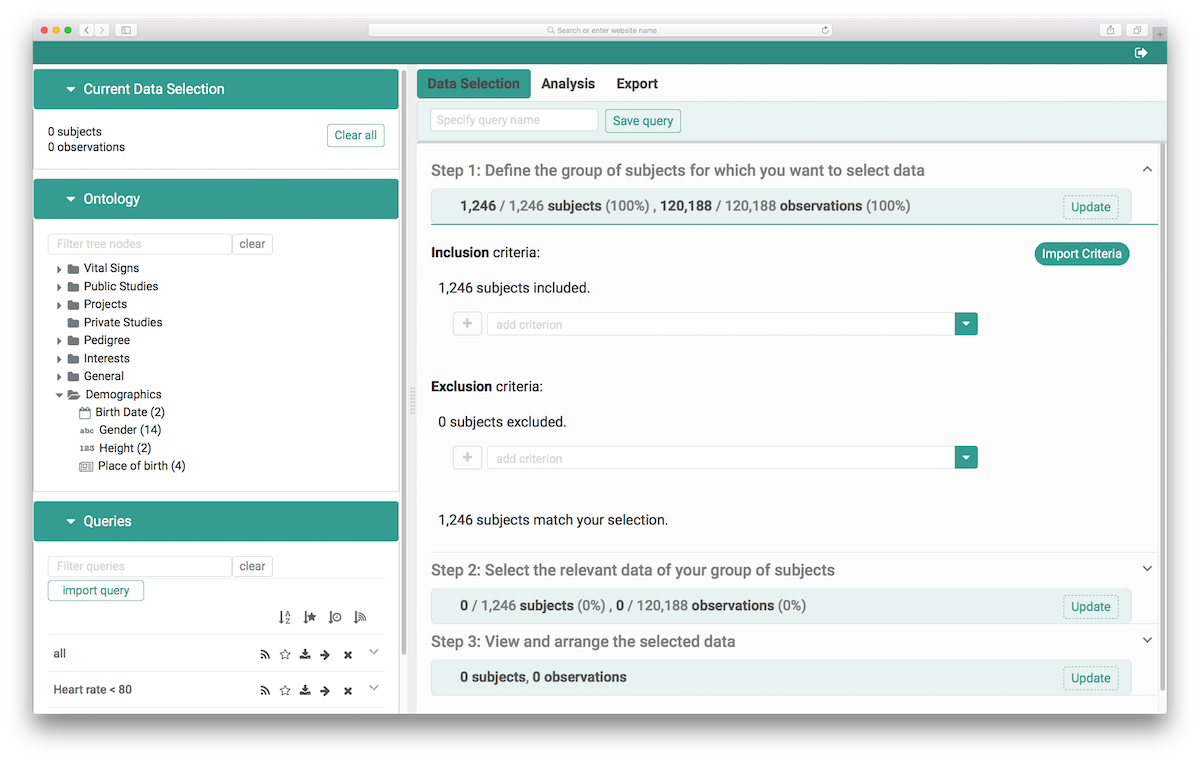 Search or enter website name
Current Data Selection
0 subjects
0 observations
Clear all
Ontology
Filter tree nodes
clear
Vital Signs
Public Studies
Projects
Private Studies
Pedigree
Interests
General
Demographics
Birth Date (2)
abc Gender (14)
123 Height (2)
Place of birth (4)
Queries
Filter queries
clear
import query
A
Z
all
Heart rate < 80
Data Selection Analysis Export
Specify query name
Save query
Step 1: Define the group of subjects for which you want to select data
1,246 / 1,246 subjects (100%) , 120,188 / 120,188 observations (100%)
Update
Inclusion criteria:
Import Criteria
1,246 subjects included.
+ add criterion
Exclusion criteria:
0 subjects excluded.
+ add criterion
1,246 subjects match your selection.
Step 2: Select the relevant data of your group of subjects
0 / 1,246 subjects (0%) , 0 / 120,188 observations (0%)
Update
Step 3: View and arrange the selected data
0 subjects, 0 observations
Update